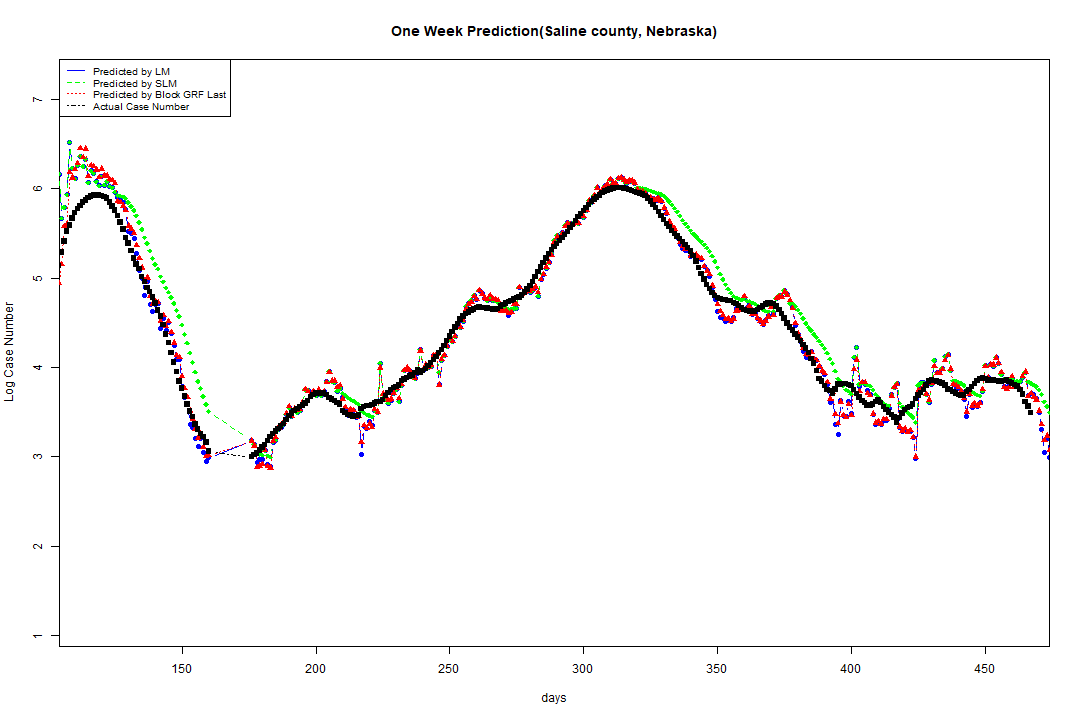 One Week Prediction(Saline county, Nebraska)
Predicted by LM
Predicted by SLM
Predicted by Block GRF Last
Actual Case Number
7
6
5
4
3
2
1
Log Case Number
150 200 250 300 350 400 450
days